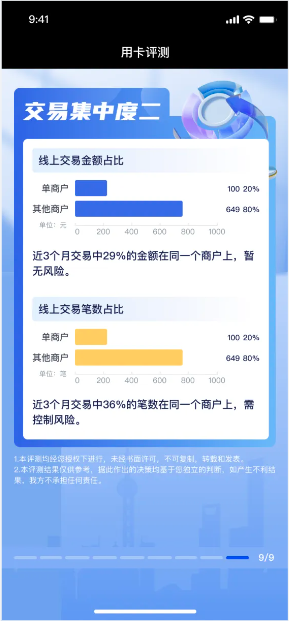 9:41
用卡评测
交易集中度二
线上交易金额占比
单商户 100 20%
其他商户 649 80%
单位：元 0 200 400 600 800 1000
近3个月交易中29%的金额在同一个商户上，暂
无风险。
线上交易笔数占比
单商户 100 20%
其他商户 649 80%
单位：笔 0 200 400 600 800 1000
近3个月交易中36%的笔数在同一个商户上，需
控制风险。
1.本评测均经您授权下进行，未经书面许可，不可复制、转载和发表。
2.本评测结果仅供参考，据此作出的决策均基于您独立的判断，如产生不利结
果，我方不承担任何责任。
9/9